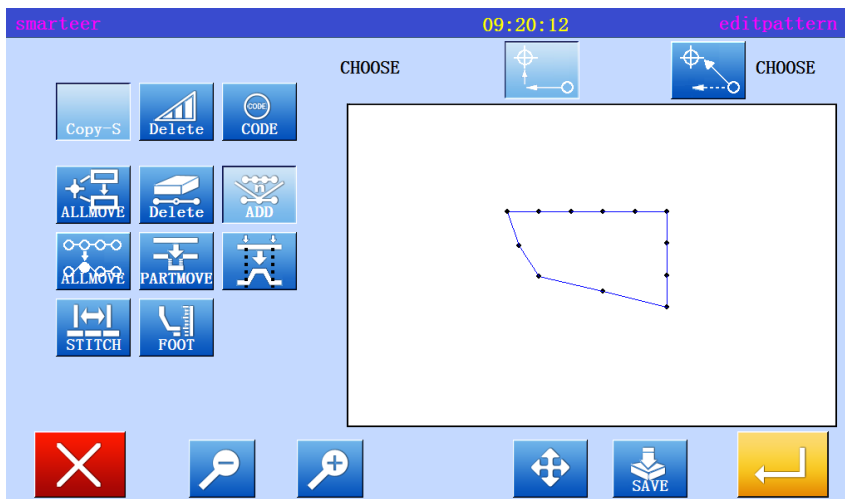 smarteer 09:20:12 editpattern
CHOOSE CHOOSE
Copy-S Delete CODE CODE
ALLMOVE Delete n ADD
ALLMOVE PARTMOVE
STITCH FOOT
SAVE